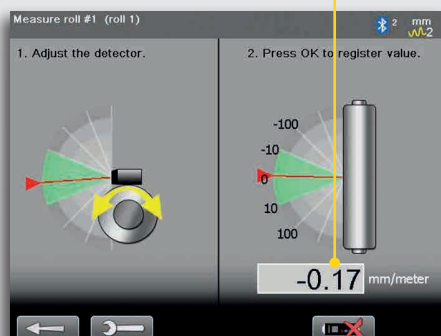 Measure roll #1 (roll 1)
2 mm
2
1. Adjust the detector.
2. Press OK to register value.
-100
-10
0
10
100
-0.17 mm/meter